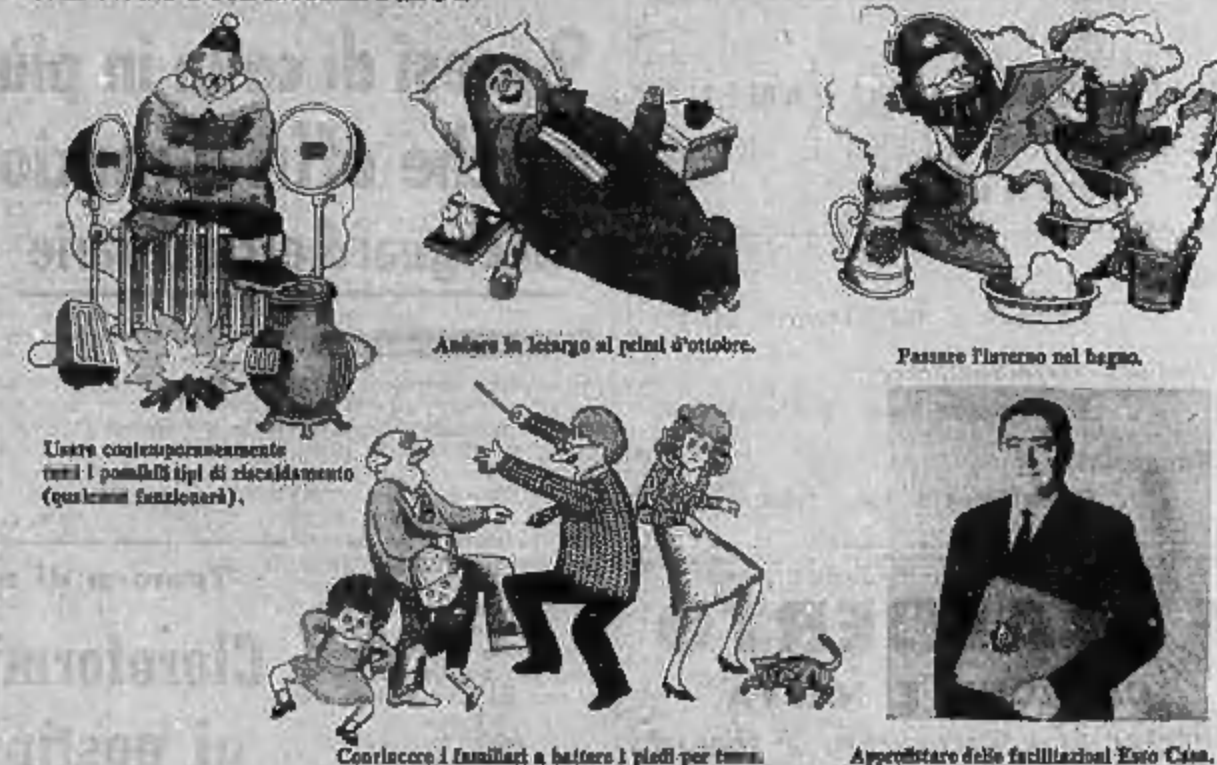 Andare in letargo ai primi d'ottobre.
Passare l'inverno nel bagno.
Usare contemporaneamente
tutti i possibili tipi di riscaldamento
(qualcuno funzionerà).
Convincere i familiari a battere i piedi per terra.
Approfittare delle facilitazioni Esso Casa.